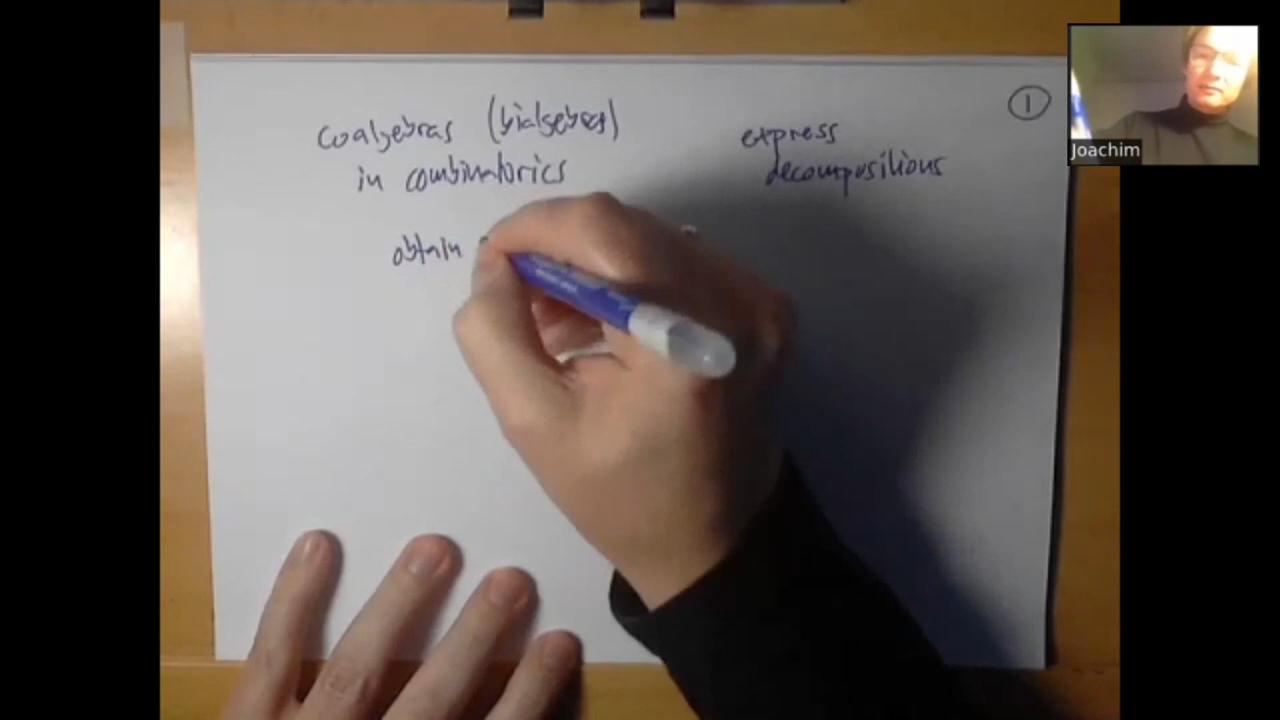 coalgebras (bialgebras)
in combinatorics
express
decompositions
①
obtain
Joachim